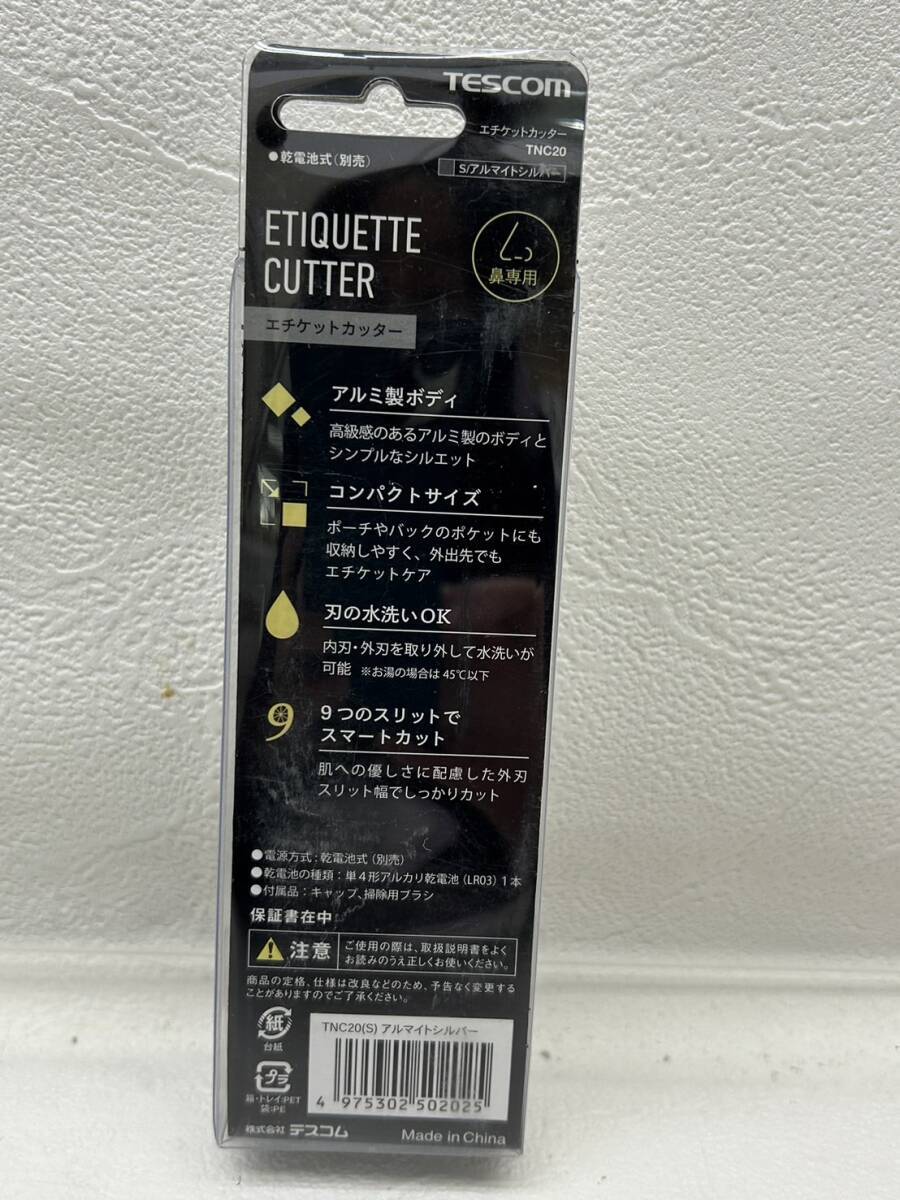 TESCOM
エチケットカッター
TNC20
●乾電池式(別売)
S/アルマイトシルバー
ETIQUETTE
CUTTER
鼻専用
エチケットカッター
アルミ製ボディ
高級感のあるアルミ製のボディと
シンプルなシルエット
コンパクトサイズ
ポーチやバックのポケットにも
収納しやすく、外出先でも
エチケットケア
刃の水洗いOK
内刃・外刃を取り外して水洗いが
可能 ※お湯の場合は45℃以下
9
9つのスリットで
スマートカット
肌への優しさに配慮した外刃
スリット幅でしっかりカット
●電源方式:乾電池式(別売)
●乾電池の種類:単4形アルカリ乾電池(LR03)1本
●付属品:キャップ、掃除用ブラシ
保証書在中
注意
ご使用の際は、取扱説明書をよく
お読みのうえ正しくお使いください。
商品の定格、仕様は改良などのため、予告なく変更する
ことがありますのでご了承ください。
紙
台紙
プラ
箱・トレイ:PET
袋:PE
TNC20(S) アルマイトシルバー
4 975302 502025
株式会社 テスコム
Made in China